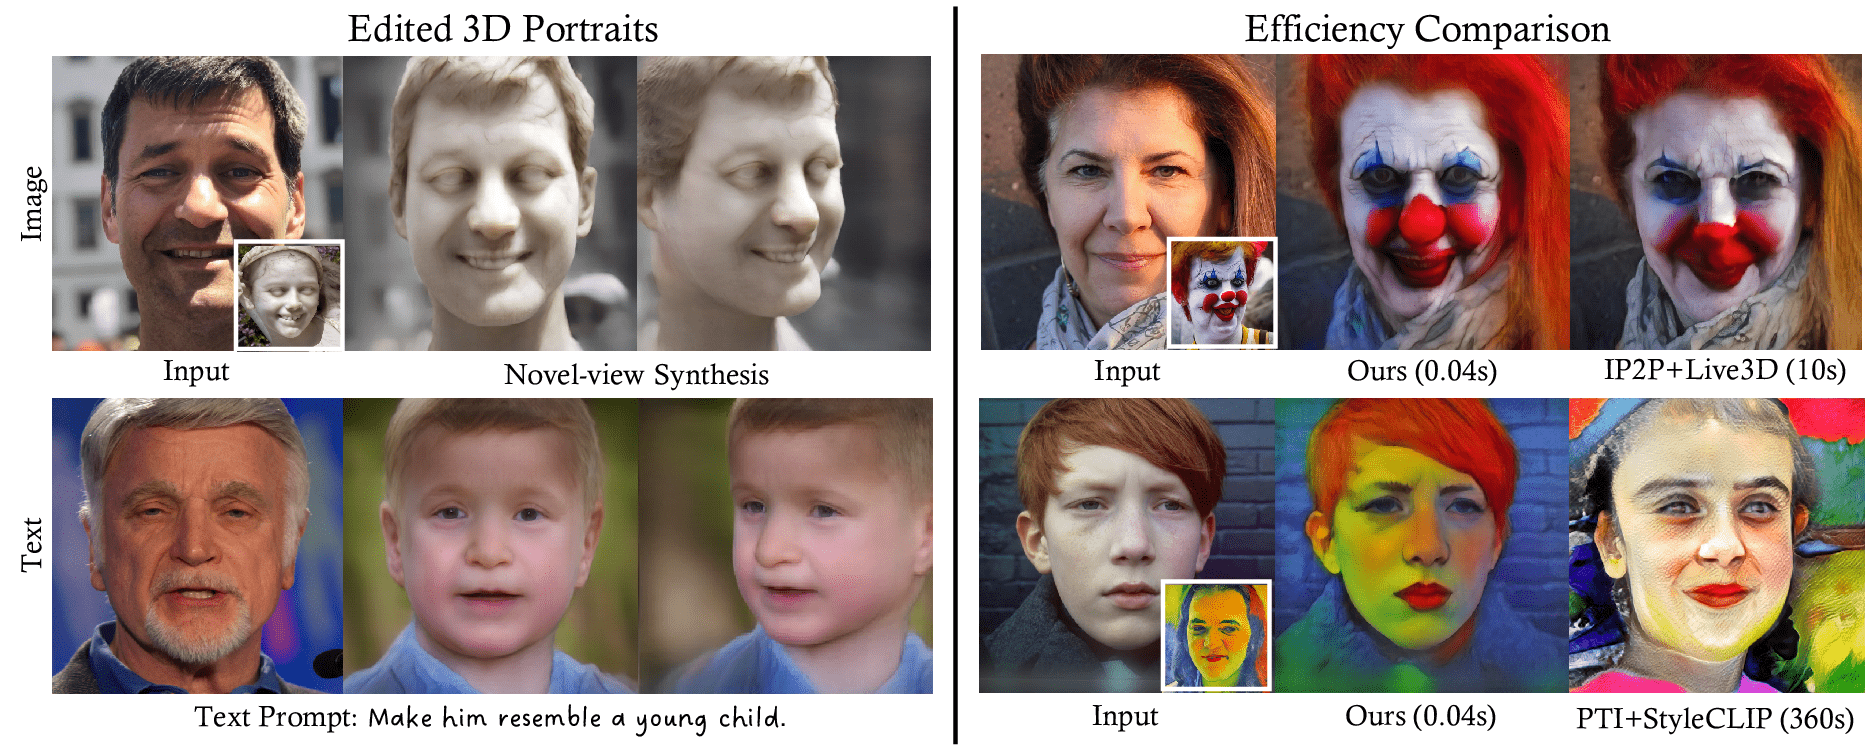 Edited 3D Portraits
Efficiency Comparison
Image
Input
Novel-view Synthesis
Input
Ours (0.04s)
IP2P+Live3D (10s)
Text
Text Prompt: Make him resemble a young child.
Input
Ours (0.04s)
PTI+StyleCLIP (360s)